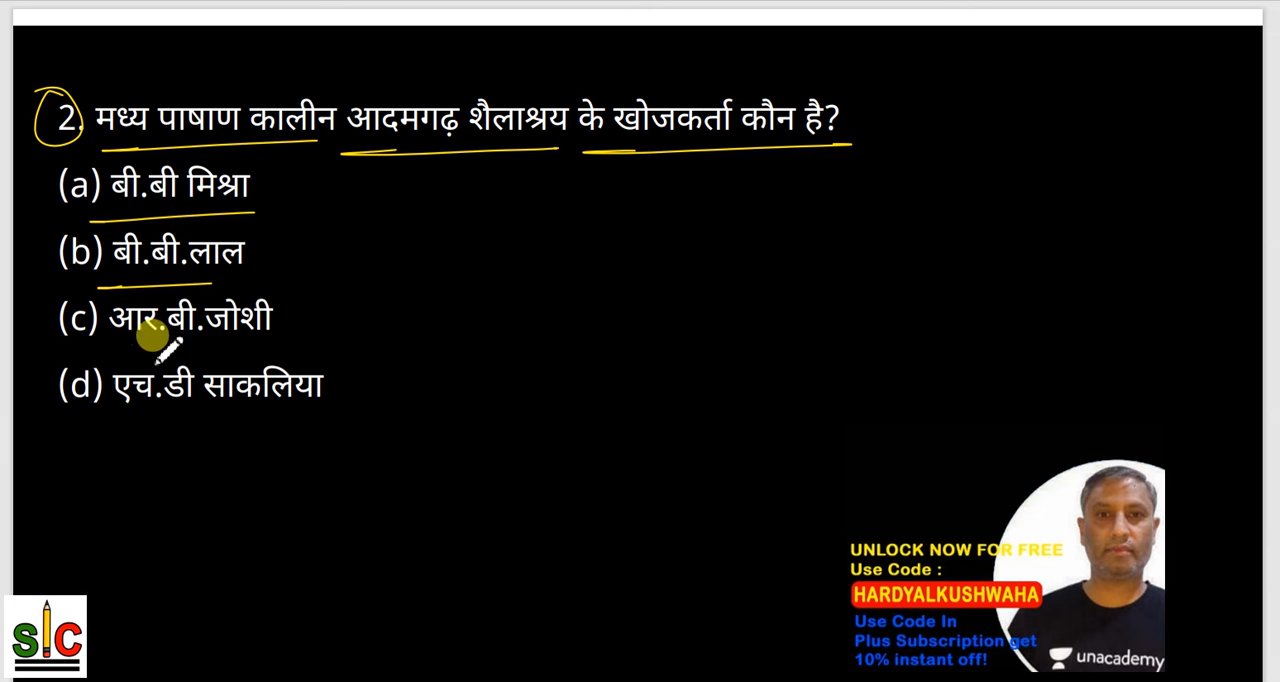 2. मध्य पाषाण कालीन आदमगढ़ शैलाश्रय के खोजकर्ता कौन है?
(a) बी.बी मिश्रा
(b) बी.बी.लाल
(c) आर.बी.जोशी
(d) एच.डी साकलिया
UNLOCK NOW FOR FREE
Use Code :
HARDYALKUSHWAHA
Use Code In
Plus Subscription get
10% instant off!
unacademy
SIC